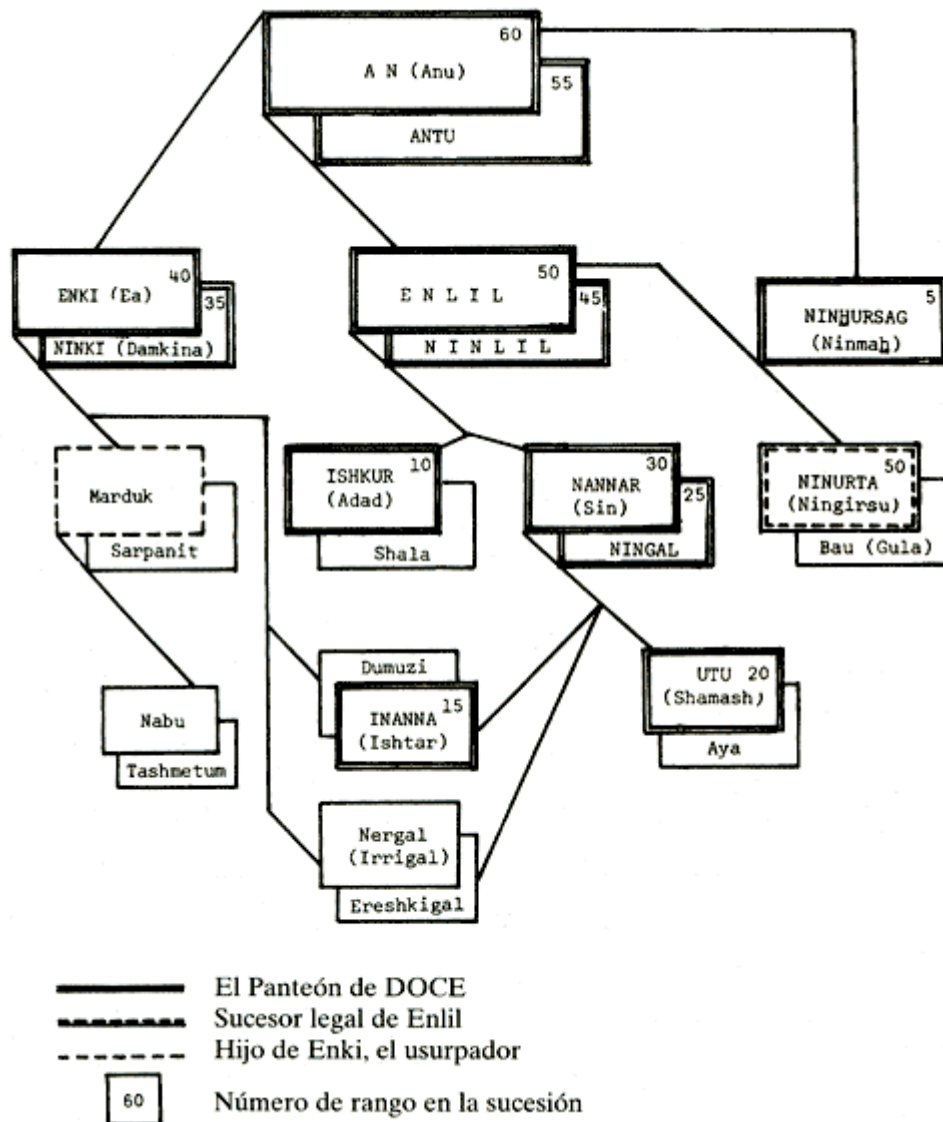 60
A N (Anu)
55
ANTU
40
ENKI (Ea)
35
NINKI (Damkina)
50
E N L I L
45
N I N L I L
5
NINḪURSAG
(Ninmaḫ)
Marduk
Sarpanit
10
ISHKUR
(Adad)
Shala
30
NANNAR
(Sin)
25
NINGAL
50
NINURTA
(Ningirsu)
Bau (Gula)
Nabu
Tashmetum
Dumuzi
15
INANNA
(Ishtar)
UTU 20
(Shamash)
Aya
Nergal
(Irrigal)
Ereshkigal
El Panteón de DOCE
Sucesor legal de Enlil
Hijo de Enki, el usurpador
60 Número de rango en la sucesión